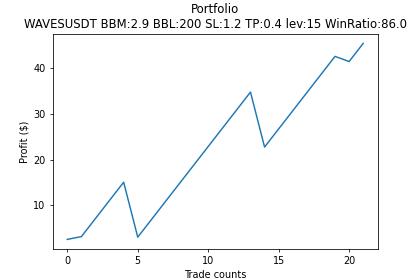 Portfolio
WAVESUSDT BBM:2.9 BBL:200 SL:1.2 TP:0.4 lev:15 WinRatio:86.0
Profit ($)
40
30
20
10
0
5
10
15
20
Trade counts